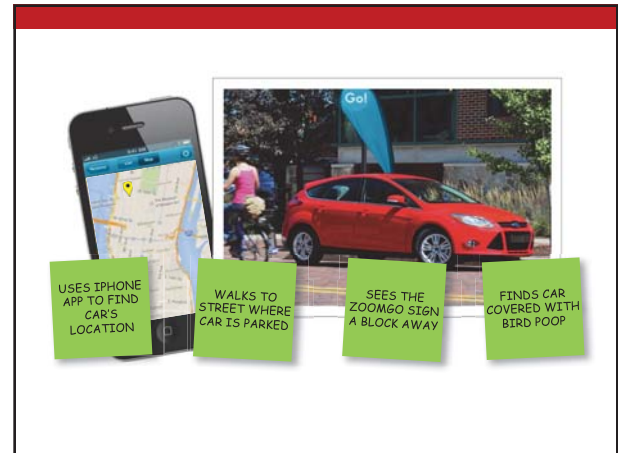 Go!
USES IPHONE
APP TO FIND
CAR'S
LOCATION
WALKS TO
STREET WHERE
CAR IS PARKED
SEES THE
ZOOMGO SIGN
A BLOCK AWAY
FINDS CAR
COVERED WITH
BIRD POOP